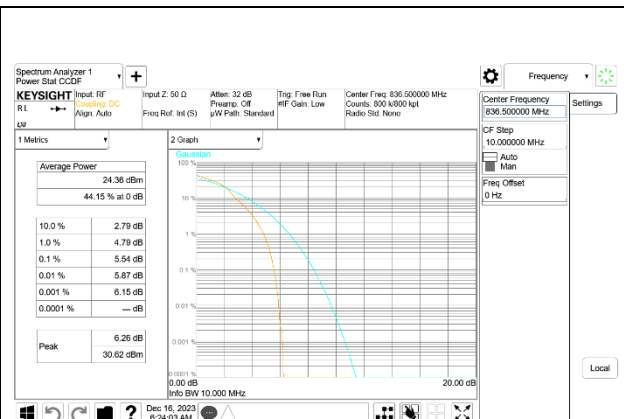 Spectrum Analyzer 1
Power Stat CCDF
Frequency
KEYSIGHT
R L
Input: RF
Coupling: DC
Align: Auto
Input Z: 50 Ω
Freq Ref: Int (S)
Atten: 32 dB
Preamp: Off
µW Path: Standard
Trig: Free Run
#IF Gain: Low
Center Freq: 836.500000 MHz
Counts: 800 k/800 kpt
Radio Std: None
Center Frequency
836.500000 MHz
Settings
CF Step
10.000000 MHz
Auto
Man
Freq Offset
0 Hz
1 Metrics
Average Power
24.36 dBm
44.15 % at 0 dB
10.0 % 2.79 dB
1.0 % 4.79 dB
0.1 % 5.54 dB
0.01 % 5.87 dB
0.001 % 6.15 dB
0.0001 % --- dB
Peak
6.26 dB
30.62 dBm
2 Graph
Gaussian
100 %
10 %
1 %
0.1 %
0.01 %
0.001 %
0.0001 %
0.00 dB 20.00 dB
Info BW 10.000 MHz
Local
Dec 16, 2023
6:24:03 AM